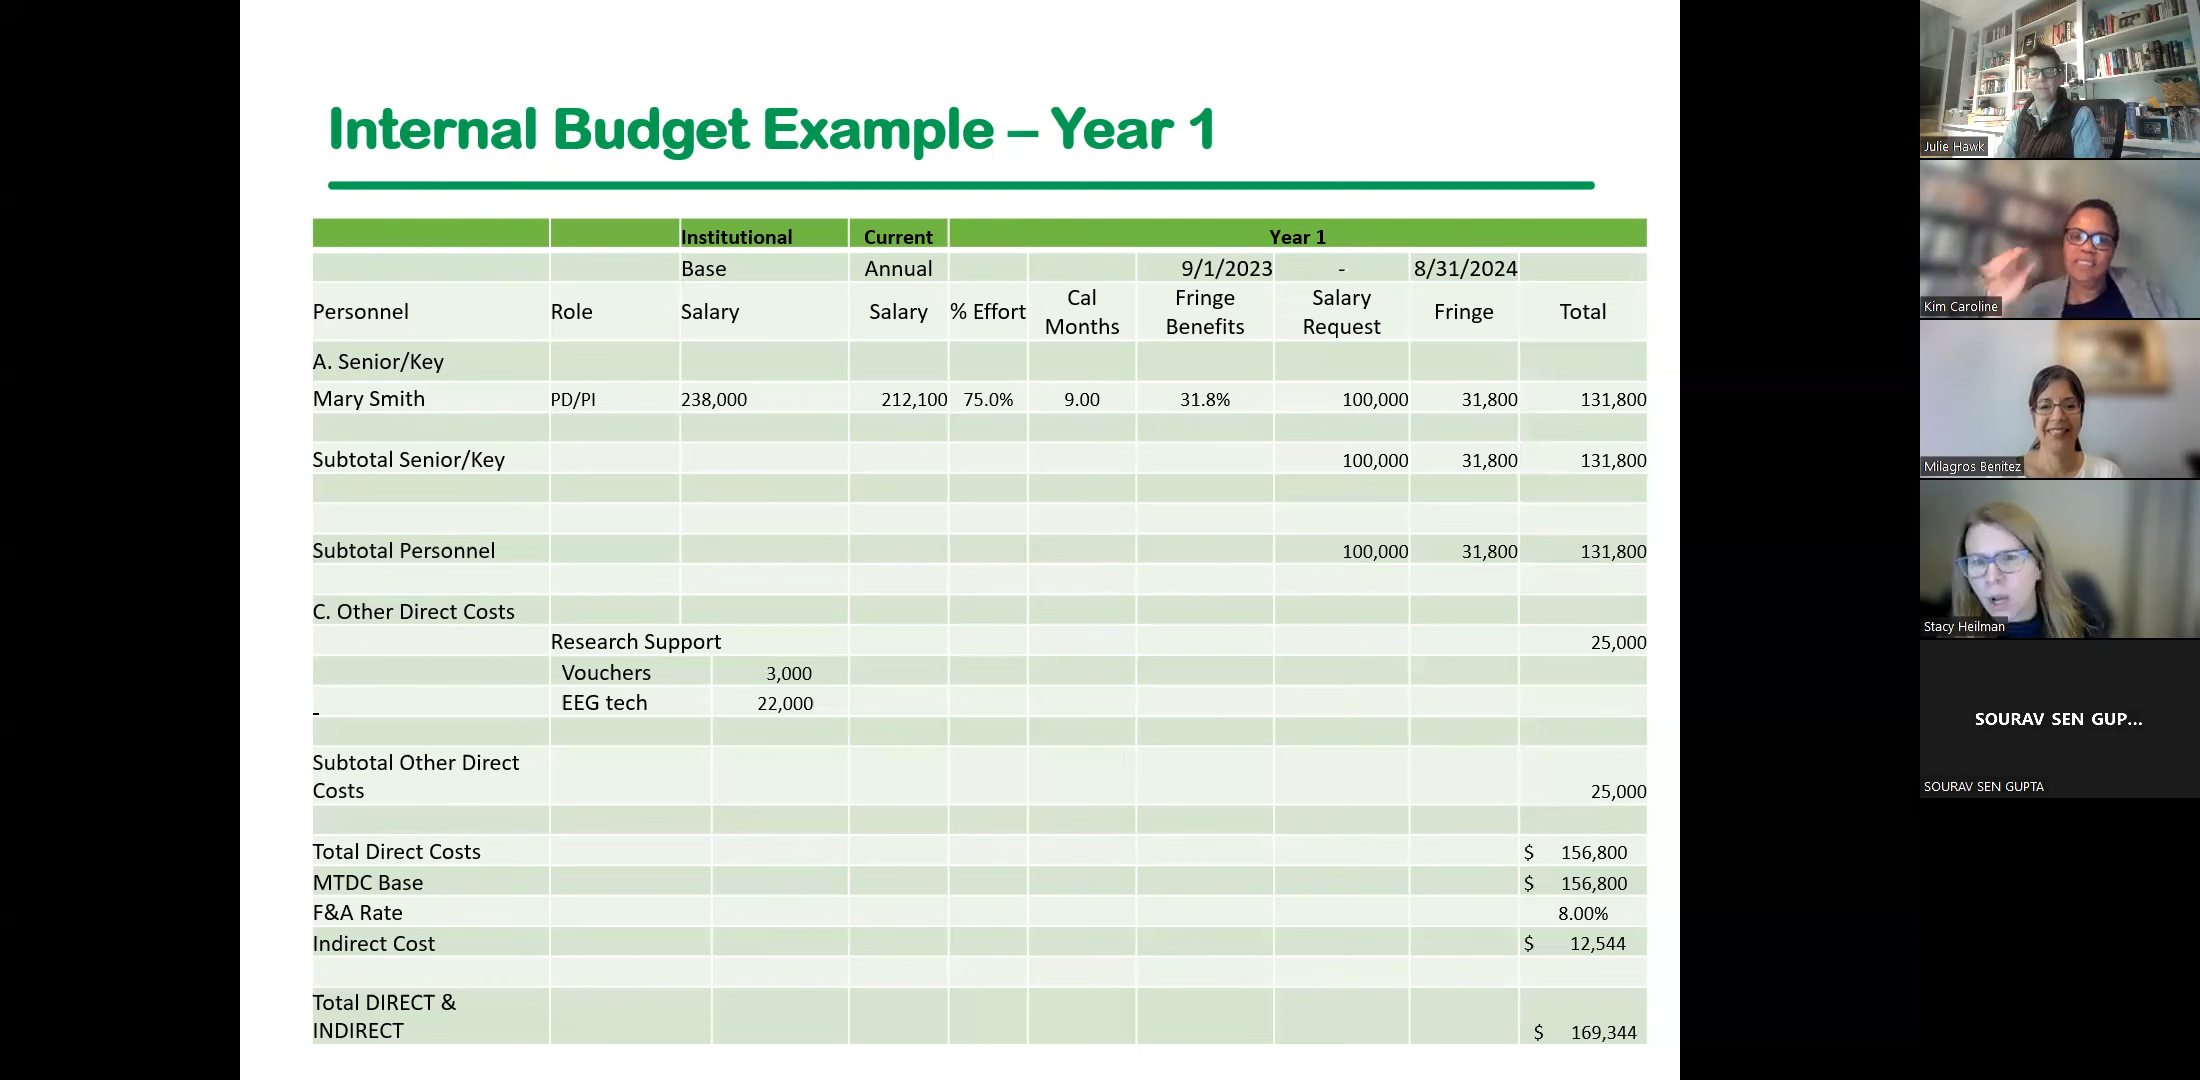 Internal Budget Example – Year 1
Institutional Current Year 1
Base Annual 9/1/2023 - 8/31/2024
Personnel Role Salary Salary % Effort Cal Months Fringe Benefits Salary Request Fringe Total
A. Senior/Key
Mary Smith PD/PI 238,000 212,100 75.0% 9.00 31.8% 100,000 31,800 131,800
Subtotal Senior/Key 100,000 31,800 131,800
Subtotal Personnel 100,000 31,800 131,800
C. Other Direct Costs
Research Support 25,000
Vouchers 3,000
EEG tech 22,000
Subtotal Other Direct
Costs 25,000
Total Direct Costs $ 156,800
MTDC Base $ 156,800
F&A Rate 8.00%
Indirect Cost $ 12,544
Total DIRECT &
INDIRECT $ 169,344
Julie Hawk
Kim Caroline
Milagros Benitez
Stacy Heilman
SOURAV SEN GUP...
SOURAV SEN GUPTA